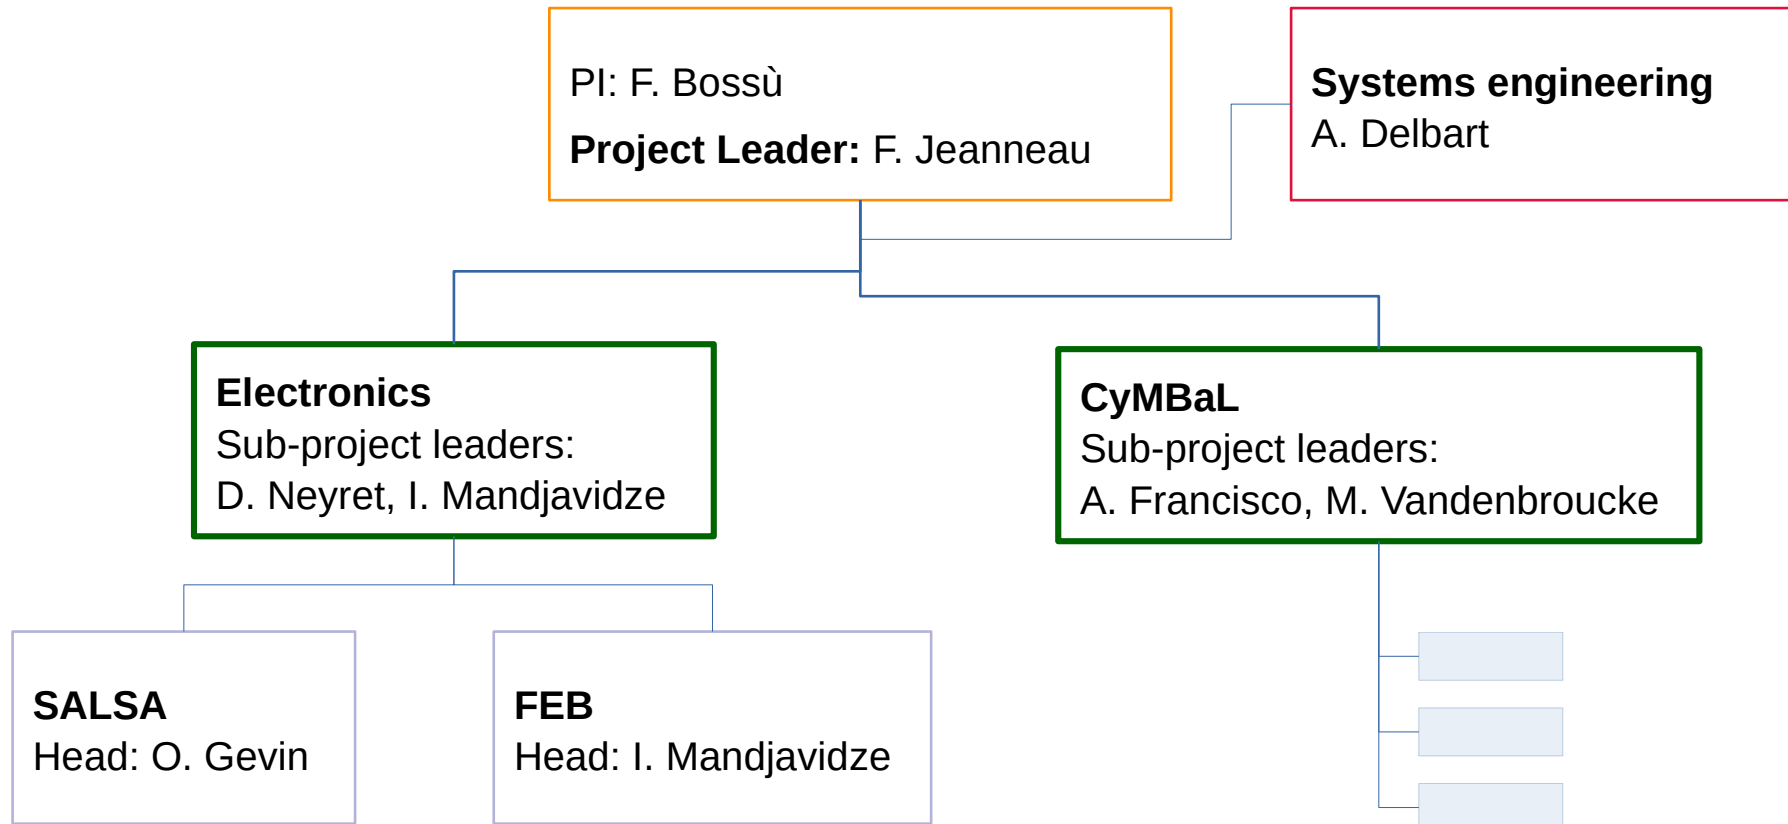 PI: F. Bossù
Project Leader: F. Jeanneau
Systems engineering
A. Delbart
Electronics
Sub-project leaders:
D. Neyret, I. Mandjavidze
CyMBaL
Sub-project leaders:
A. Francisco, M. Vandenbroucke
SALSA
Head: O. Gevin
FEB
Head: I. Mandjavidze